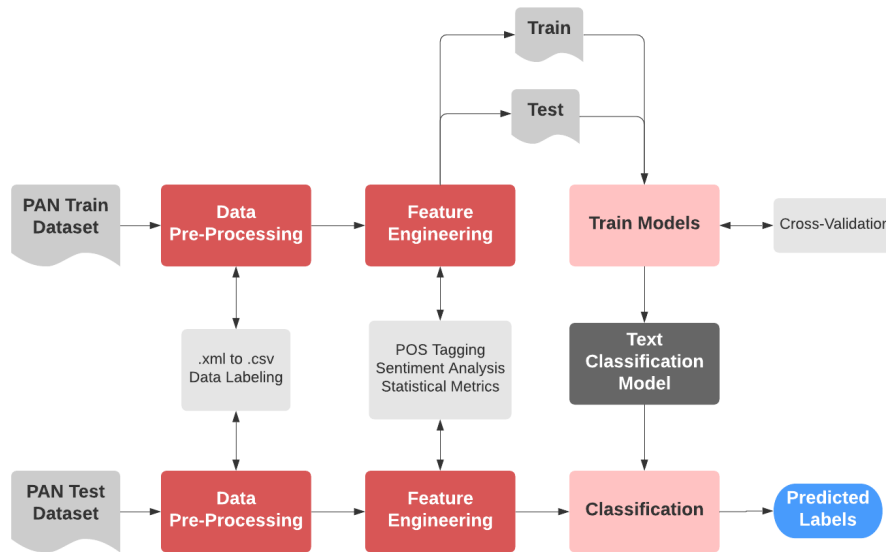 Train
Test
PAN Train
Dataset
Data
Pre-Processing
Feature
Engineering
Train Models
Cross-Validation
.xml to .csv
Data Labeling
POS Tagging
Sentiment Analysis
Statistical Metrics
Text
Classification
Model
PAN Test
Dataset
Data
Pre-Processing
Feature
Engineering
Classification
Predicted
Labels